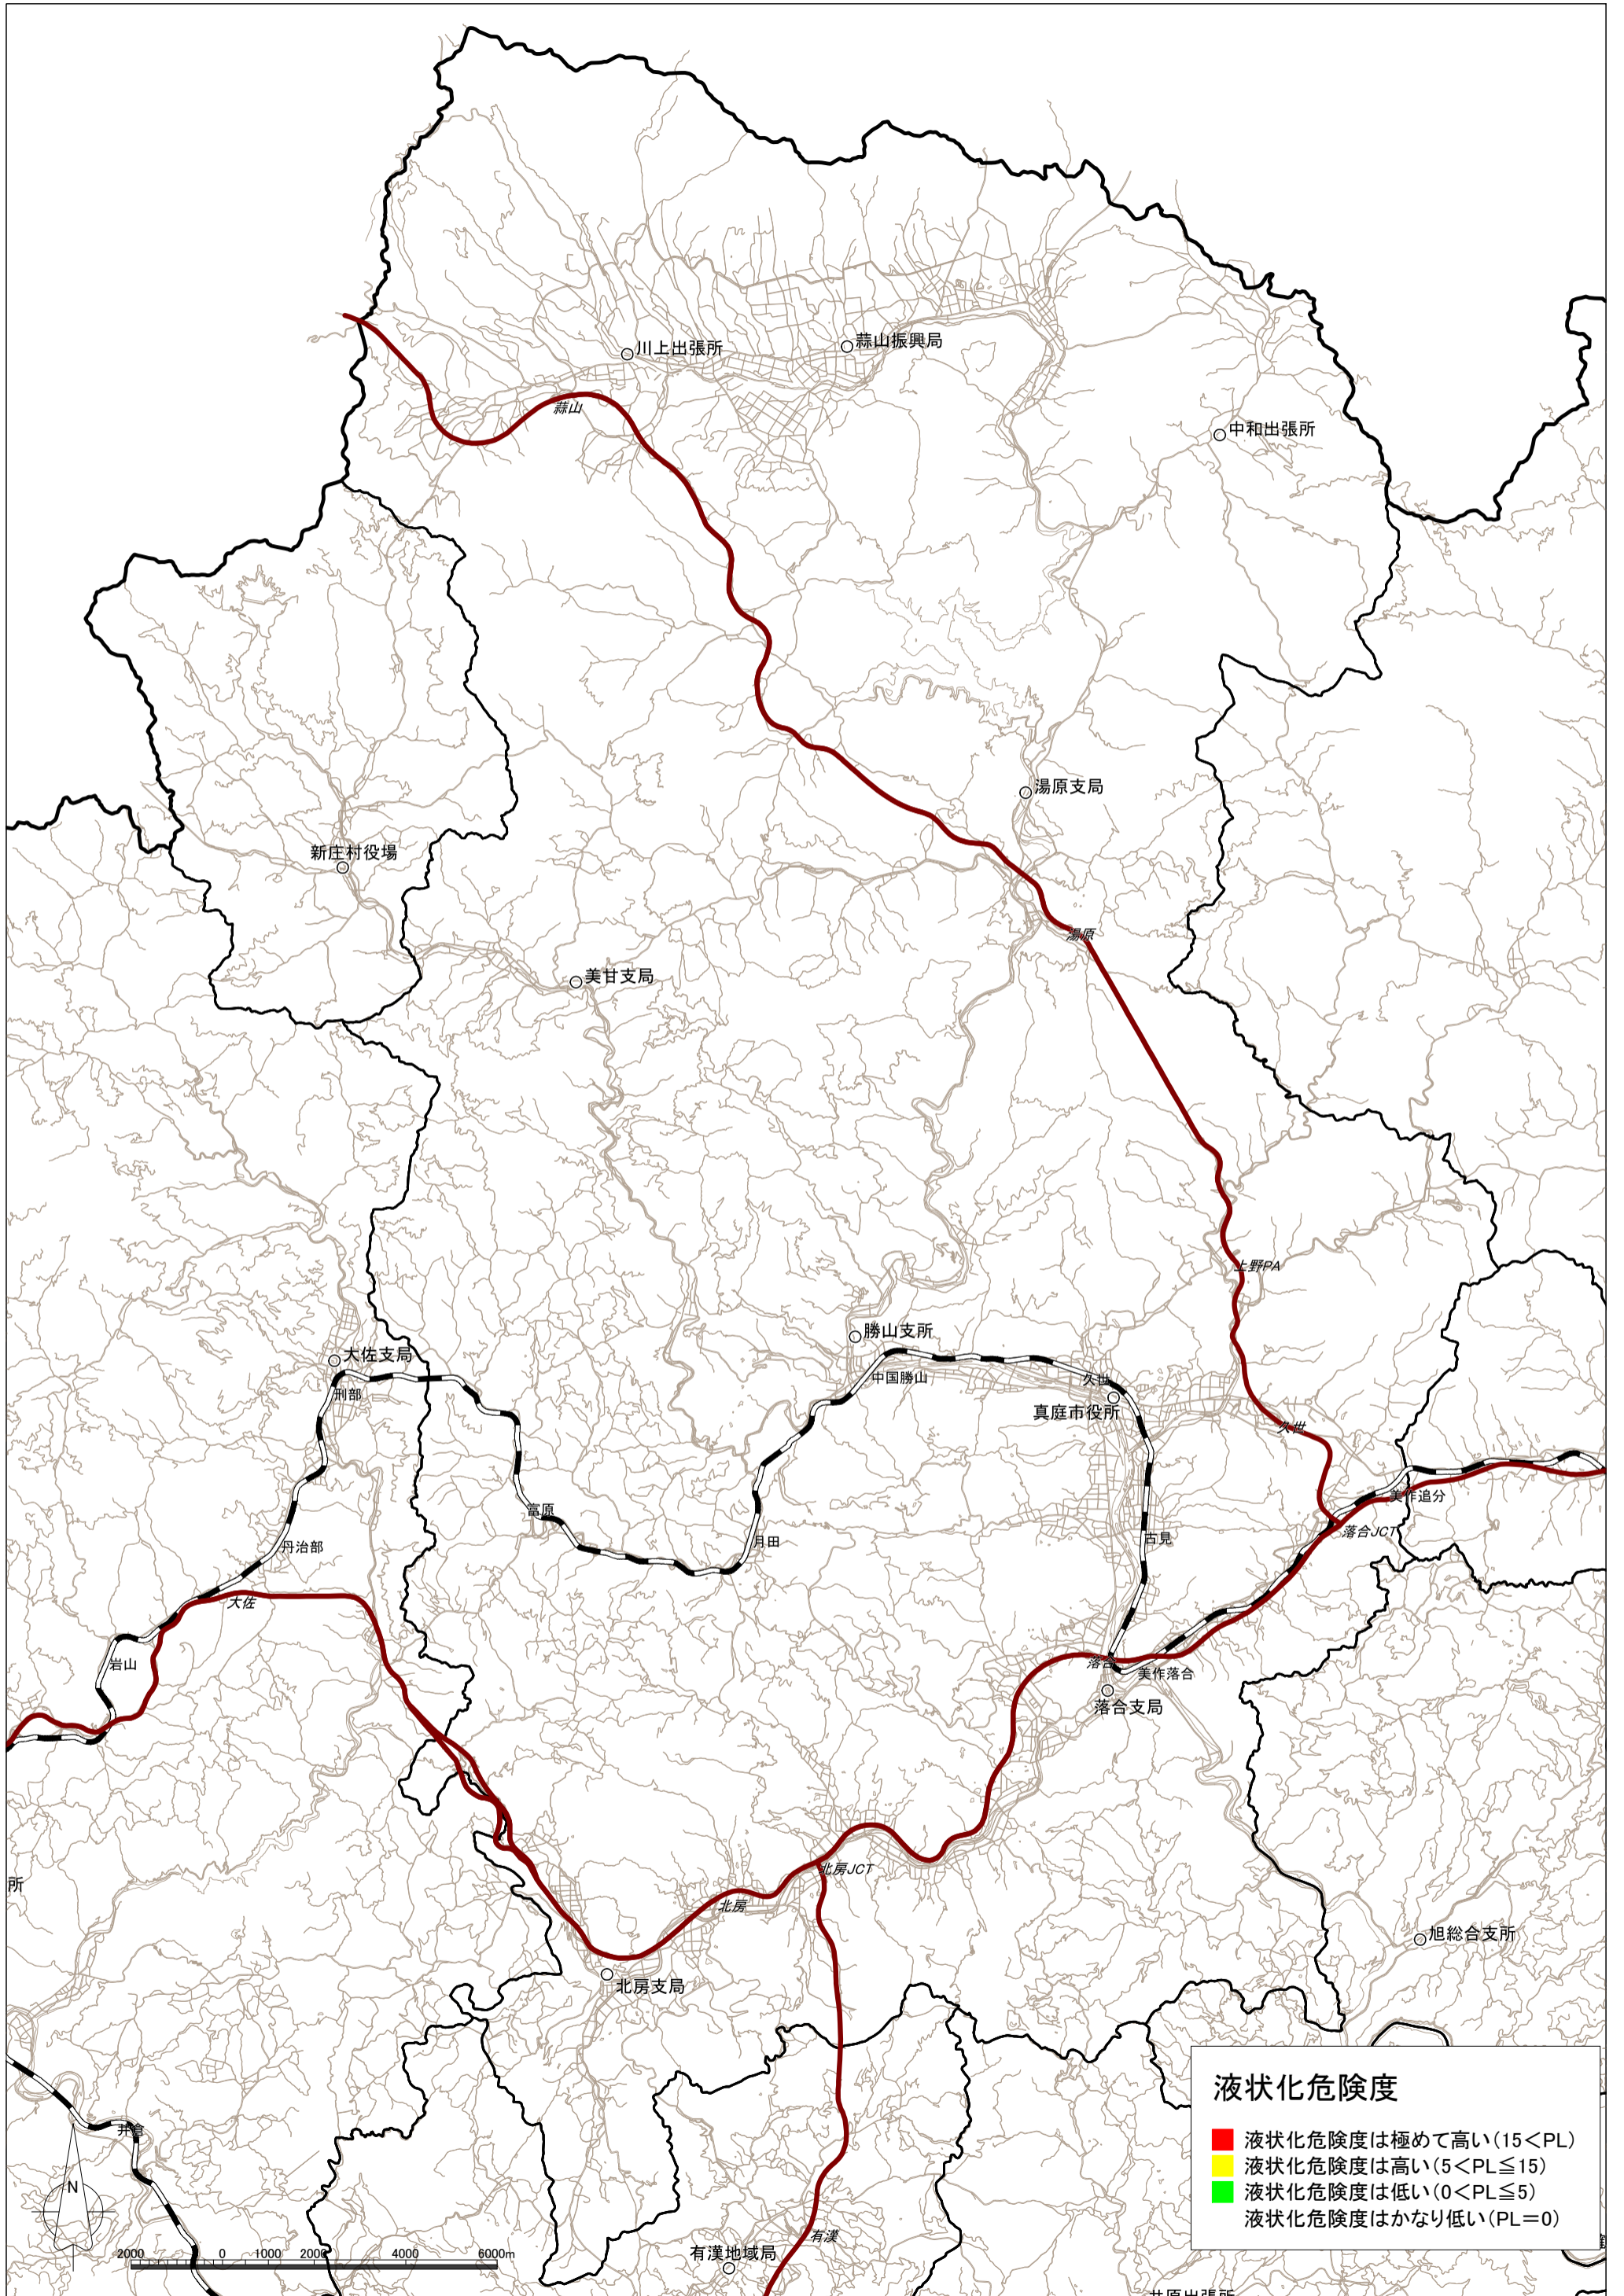 川上出張所
蒜山振興局
蒜山
中和出張所
湯原支局
新庄村役場
湯原
美甘支局
上野PA
勝山支所
大佐支局
中国勝山
久世
刑部
真庭市役所
久世
美作追分
富原
落合JCT
月田
古見
丹治部
大佐
岩山
落合
美作落合
落合支局
北房JCT
所
北房
旭総合支所
北房支局
液状化危険度
液状化危険度は極めて高い(15<PL)
液状化危険度は高い(5<PL≦15)
液状化危険度は低い(0<PL≦5)
液状化危険度はかなり低い(PL=0)
井倉
N
有漢
有漢地域局
2000 0 1000 2000 4000 6000m